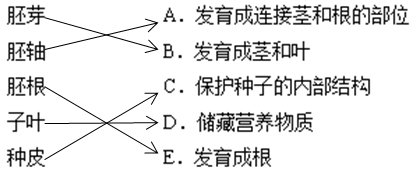 胚芽 A．发育成连接茎和根的部位
胚轴 B．发育成茎和叶
胚根 C．保护种子的内部结构
子叶 D．储藏营养物质
种皮 E．发育成根